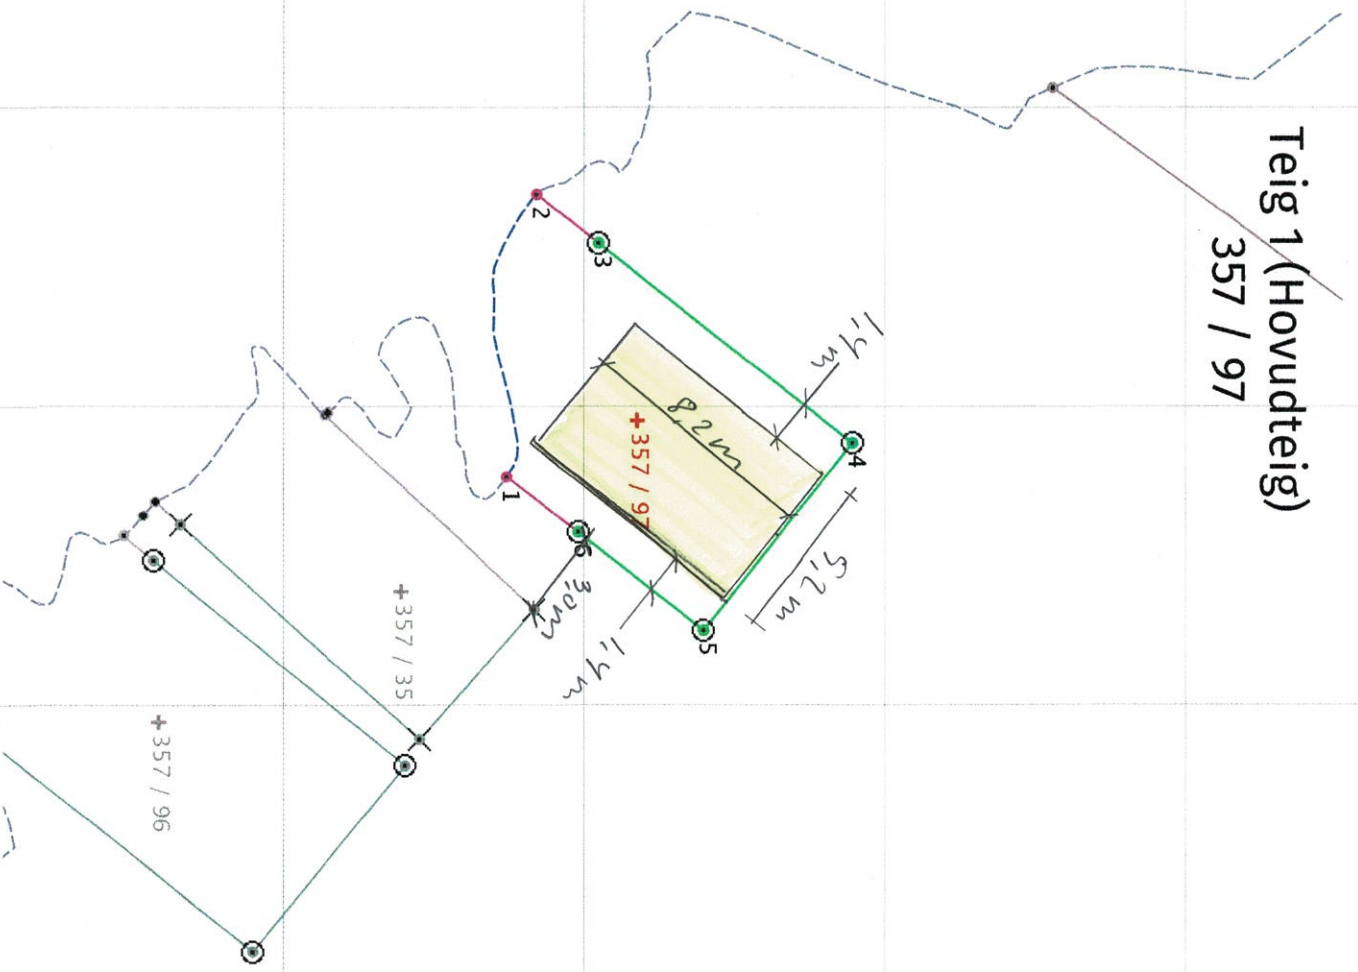 Teig 1 (Hovudteig)
357 / 97
2
3
1,4m
4
8,2m
+357 / 97
1
6
3,0m
5,2m
5
1,4m
+357 / 35
+357 / 96